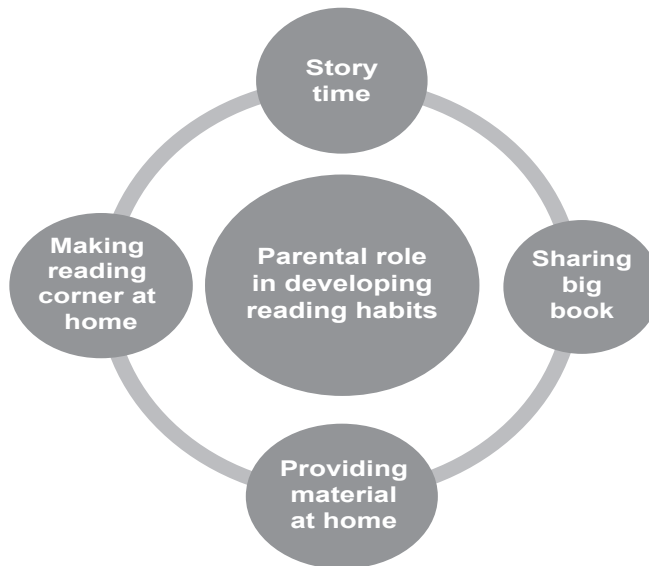 Story
time
Making
reading
corner at
home
Parental role
in developing
reading habits
Sharing
big
book
Providing
material
at home